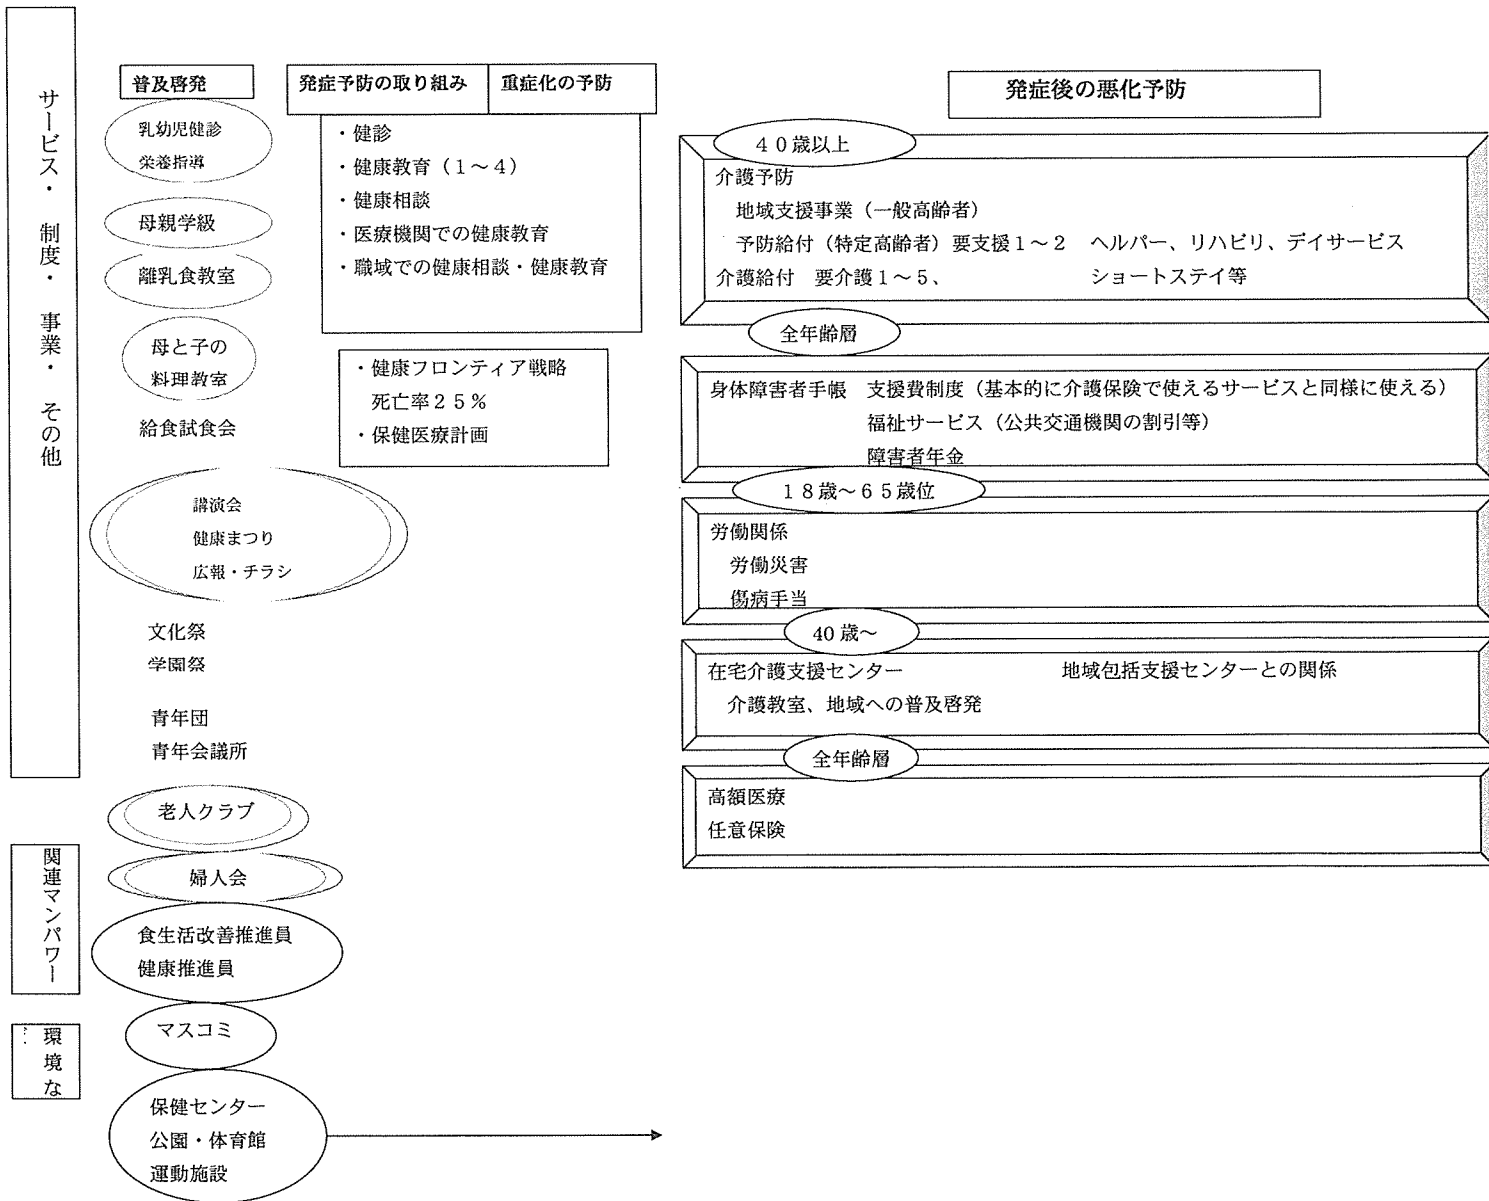 サービス・ 制度・ 事業・ その他
普及啓発
乳幼児健診
栄養指導
母親学級
離乳食教室
母と子の
料理教室
給食試食会
講演会
健康まつり
広報・チラシ
文化祭
学園祭
青年団
青年会議所
老人クラブ
関連マンパワー
婦人会
食生活改善推進員
健康推進員
環境な
マスコミ
保健センター
公園・体育館
運動施設
発症予防の取り組み
重症化の予防
・健診
・健康教育（１～４）
・健康相談
・医療機関での健康教育
・職域での健康相談・健康教育
・健康フロンティア戦略
死亡率２５％
・保健医療計画
発症後の悪化予防
４０歳以上
介護予防
地域支援事業（一般高齢者）
予防給付（特定高齢者）要支援１～２ ヘルパー、リハビリ、デイサービス
介護給付 要介護１～５、 ショートステイ等
全年齢層
身体障害者手帳 支援費制度（基本的に介護保険で使えるサービスと同様に使える）
福祉サービス（公共交通機関の割引等）
障害者年金
１８歳～６５歳位
労働関係
労働災害
傷病手当
40歳～
在宅介護支援センター 地域包括支援センターとの関係
介護教室、地域への普及啓発
全年齢層
高額医療
任意保険